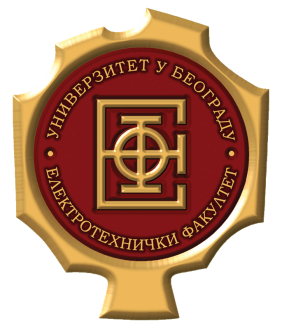 УНИВЕРЗИТЕТ У БЕОГРАДУ
ЕЛЕКТРОТЕХНИЧКИ ФАКУЛТЕТ